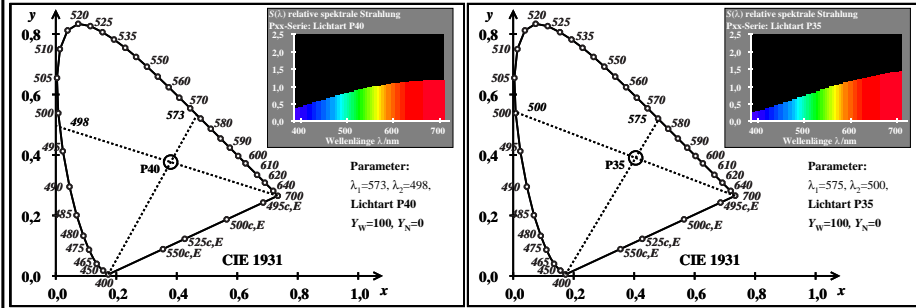 y
520
525
535
550
560
570
573
580
590
600
610
620
640
700
495c,E
500c,E
525c,E
550c,E
510
505
500
498
495
490
485
480
475
465
450
400
0,8
0,6
0,4
0,2
0,0
0,0 0,2 0,4 0,6 0,8 1,0
x
P40
CIE 1931
S(λ) relative spektrale Strahlung
Pxx-Serie: Lichtart P40
2,5
2,0
1,5
1,0
0,5
0,0
400 500 600 700
Wellenlänge λ/nm
Parameter:
λ₁=573, λ₂=498,
Lichtart P40
Y_W=100, Y_N=0
y
520
525
535
550
560
570
575
580
590
600
610
620
640
700
495c,E
500c,E
525c,E
550c,E
510
505
500
500
495
490
485
480
475
465
450
400
0,8
0,6
0,4
0,2
0,0
0,0 0,2 0,4 0,6 0,8 1,0
x
P35
CIE 1931
S(λ) relative spektrale Strahlung
Pxx-Serie: Lichtart P35
2,5
2,0
1,5
1,0
0,5
0,0
400 500 600 700
Wellenlänge λ/nm
Parameter:
λ₁=575, λ₂=500,
Lichtart P35
Y_W=100, Y_N=0